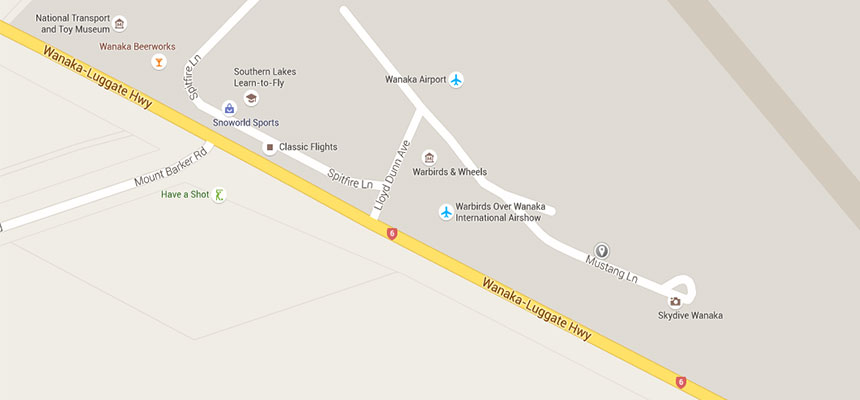 National Transport
and Toy Museum
Wanaka Beerworks
Wanaka-Luggate Hwy
Spitfire Ln
Southern Lakes
Learn-to-Fly
Snoworld Sports
Wanaka Airport
Classic Flights
Mount Barker Rd
Have a Shot
Spitfire Ln
Lloyd Dunn Ave
Warbirds & Wheels
Warbirds Over Wanaka
International Airshow
6
Mustang Ln
Wanaka-Luggate Hwy
Skydive Wanaka
6